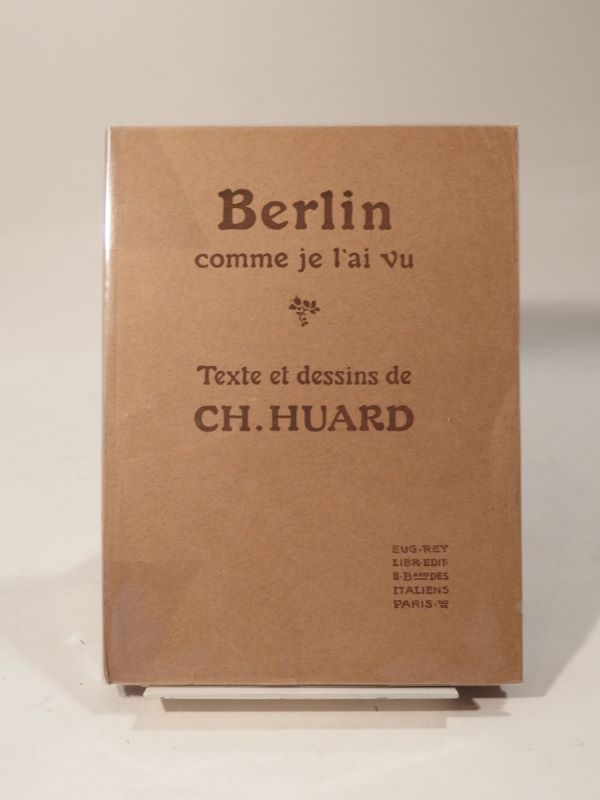 Berlin
comme je l'ai vu
Texte et dessins de
CH. HUARD
EUG. REY
LIBR. EDIT.
8. BARD DES
ITALIENS
PARIS.